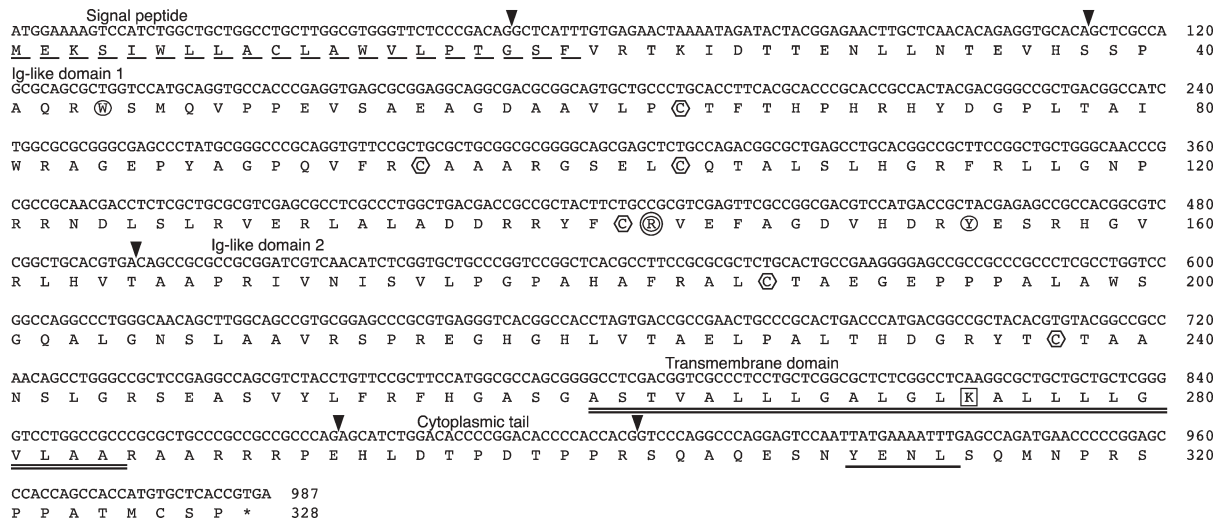 Signal peptide
ATGGAAAAGTCCATCTGGCTGCTGGCCTGCTTGGCGTGGGTTCTCCCGACAGGCTCATTTGTGAGAACTAAAATAGATACTACGGAGAACTTGCTCAACACAGAGGTGCACAGCTCGCCA 120
M E K S I W L L A C L A W V L P T G S F V R T K I D T T E N L L N T E V H S S P 40
Ig-like domain 1
GCGCAGCGCTGGTCCATGCAGGTGCCACCCGAGGTGAGCGCGGAGGCAGGCGACGCGGCAGTGCTGCCCTGCACCTTCACGCACCCGCACCGCCACTACGACGGGCCGCTGACGGCCATC 240
A Q R W S M Q V P P E V S A E A G D A A V L P C T F T H P H R H Y D G P L T A I 80
TGGCGCGCGGGCGAGCCCTATGCGGGCCCGCAGGTGTTCCGCTGCGCTGCGGCGCGGGGCAGCGAGCTCTGCCAGACGGCGCTGAGCCTGCACGGCCGCTTCCGGCTGCTGGGCAACCCG 360
W R A G E P Y A G P Q V F R C A A A R G S E L C Q T A L S L H G R F R L L G N P 120
CGCCGCAACGACCTCTCGCTGCGCGTCGAGCGCCTCGCCCTGGCTGACGACCGCCGCTACTTCTGCCGCGTCGAGTTCGCCGGCGACGTCCATGACCGCTACGAGAGCCGCCACGGCGTC 480
R R N D L S L R V E R L A L A D D R R Y F C R V E F A G D V H D R Y E S R H G V 160
Ig-like domain 2
CGGCTGCACGTGACAGCCGCGCCGCGGATCGTCAACATCTCGGTGCTGCCCGGTCCGGCTCACGCCTTCCGCGCGCTCTGCACTGCCGAAGGGGAGCCGCCGCCCGCCCTCGCCTGGTCC 600
R L H V T A A P R I V N I S V L P G P A H A F R A L C T A E G E P P P A L A W S 200
GGCCAGGCCCTGGGCAACAGCTTGGCAGCCGTGCGGAGCCCGCGTGAGGGTCACGGCCACCTAGTGACCGCCGAACTGCCCGCACTGACCCATGACGGCCGCTACACGTGTACGGCCGCC 720
G Q A L G N S L A A V R S P R E G H G H L V T A E L P A L T H D G R Y T C T A A 240
Transmembrane domain
AACAGCCTGGGCCGCTCCGAGGCCAGCGTCTACCTGTTCCGCTTCCATGGCGCCAGCGGGGCCTCGACGGTCGCCCTCCTGCTCGGCGCTCTCGGCCTCAAGGCGCTGCTGCTGCTCGGG 840
N S L G R S E A S V Y L F R F H G A S G A S T V A L L L G A L G L K A L L L L G 280
Cytoplasmic tail
GTCCTGGCCGCCCGCGCTGCCCGCCGCCGCCCAGAGCATCTGGACACCCCGGACACCCCACCACGGTCCCAGGCCCAGGAGTCCAATTATGAAAATTTGAGCCAGATGAACCCCCGGAGC 960
V L A A R A A R R R P E H L D T P D T P P R S Q A Q E S N Y E N L S Q M N P R S 320
CCACCAGCCACCATGTGCTCACCGTGA 987
P P A T M C S P * 328